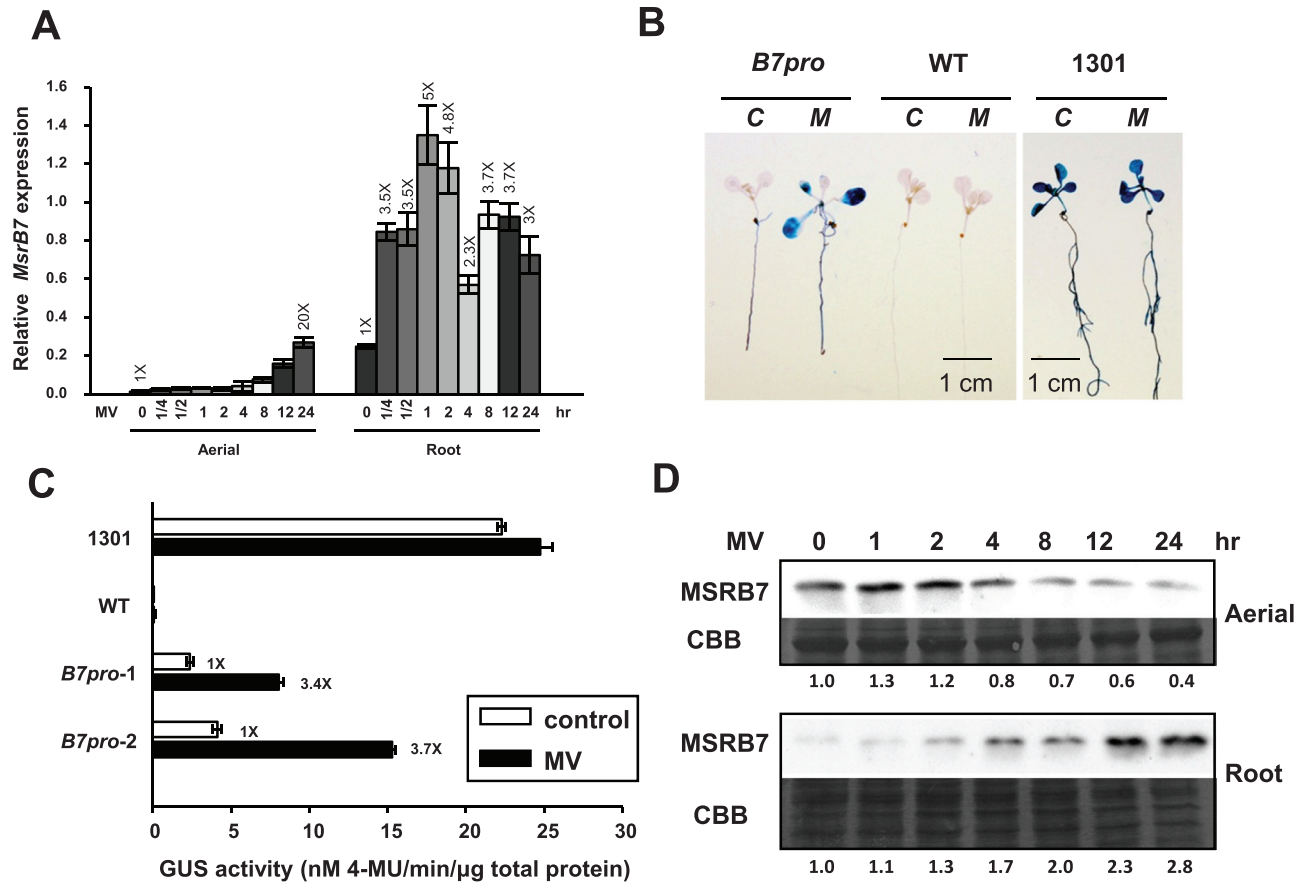 A
Relative MsrB7 expression
1.6
1.4
1.2
1.0
0.8
0.6
0.4
0.2
0.0
1X
20X
1X
3.5X
3.5X
5X
4.8X
2.3X
3.7X
3.7X
3X
MV 0 1/4 1/2 1 2 4 8 12 24 0 1/4 1/2 1 2 4 8 12 24 hr
Aerial Root
B
B7pro WT 1301
C M C M C M
1 cm 1 cm
C
1301
WT
B7pro-1
1X
3.4X
B7pro-2
1X
3.7X
control
MV
0 5 10 15 20 25 30
GUS activity (nM 4-MU/min/μg total protein)
D
MV 0 1 2 4 8 12 24 hr
MSRB7
Aerial
CBB
1.0 1.3 1.2 0.8 0.7 0.6 0.4
MSRB7
Root
CBB
1.0 1.1 1.3 1.7 2.0 2.3 2.8